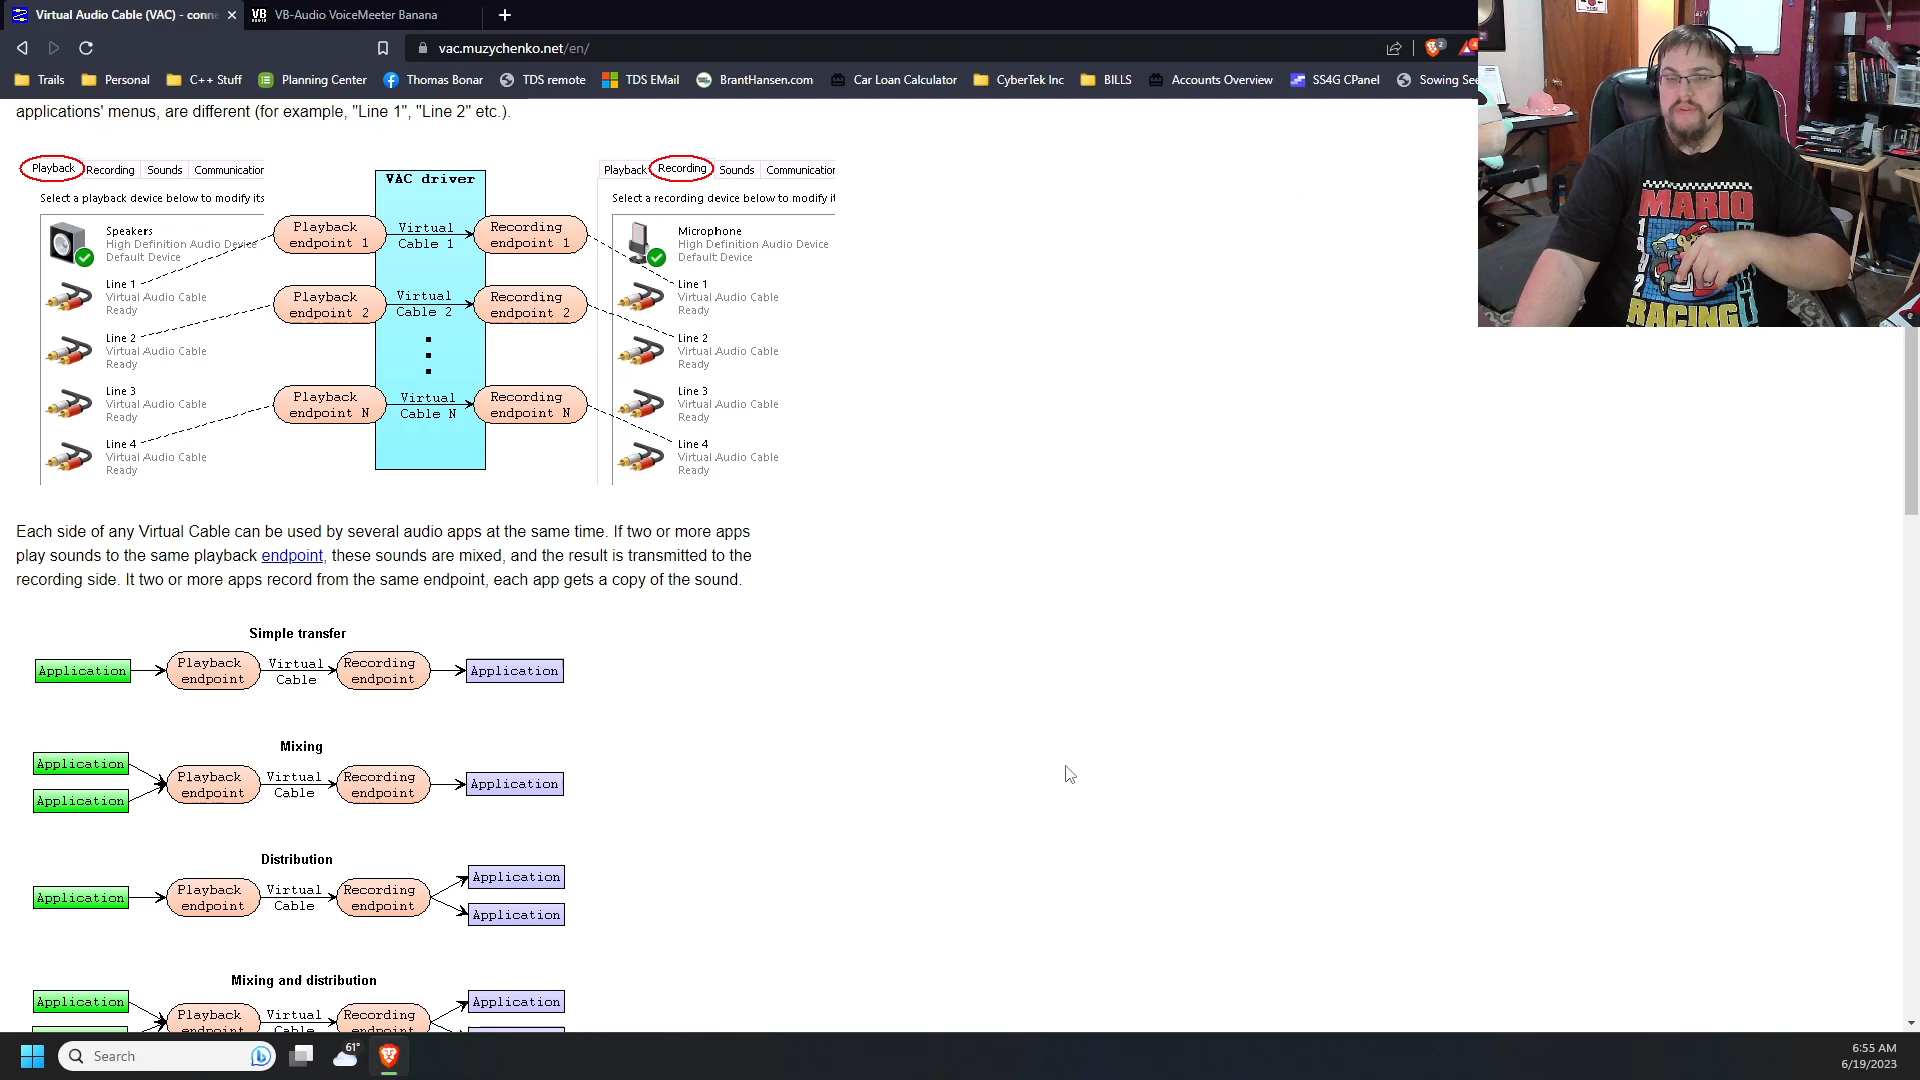 Virtual Audio Cable (VAC) - conne
VB-Audio VoiceMeeter Banana
vac.muzychenko.net/en/
2
Trails
Personal
C++ Stuff
Planning Center
Thomas Bonar
TDS remote
TDS EMail
BrantHansen.com
Car Loan Calculator
CyberTek Inc
BILLS
Accounts Overview
SS4G CPanel
Sowing See
applications' menus, are different (for example, "Line 1", "Line 2" etc.).
Playback Recording Sounds Communication
Select a playback device below to modify its
Speakers
High Definition Audio Device
Default Device
Line 1
Virtual Audio Cable
Ready
Line 2
Virtual Audio Cable
Ready
Line 3
Virtual Audio Cable
Ready
Line 4
Virtual Audio Cable
Ready
VAC driver
Playback endpoint 1
Virtual Cable 1
Recording endpoint 1
Playback endpoint 2
Virtual Cable 2
Recording endpoint 2
Playback endpoint N
Virtual Cable N
Recording endpoint N
Playback Recording Sounds Communication
Select a recording device below to modify it
Microphone
High Definition Audio Device
Default Device
Line 1
Virtual Audio Cable
Ready
Line 2
Virtual Audio Cable
Ready
Line 3
Virtual Audio Cable
Ready
Line 4
Virtual Audio Cable
Ready
MARIO
1992
RACING
Each side of any Virtual Cable can be used by several audio apps at the same time. If two or more apps
play sounds to the same playback endpoint, these sounds are mixed, and the result is transmitted to the
recording side. It two or more apps record from the same endpoint, each app gets a copy of the sound.
Simple transfer
Application
Playback endpoint
Virtual Cable
Recording endpoint
Application
Mixing
Application
Application
Playback endpoint
Virtual Cable
Recording endpoint
Application
Distribution
Application
Playback endpoint
Virtual Cable
Recording endpoint
Application
Application
Mixing and distribution
Application
Playback endpoint
Virtual Cable
Recording endpoint
Application
Search
61°
6:55 AM
6/19/2023